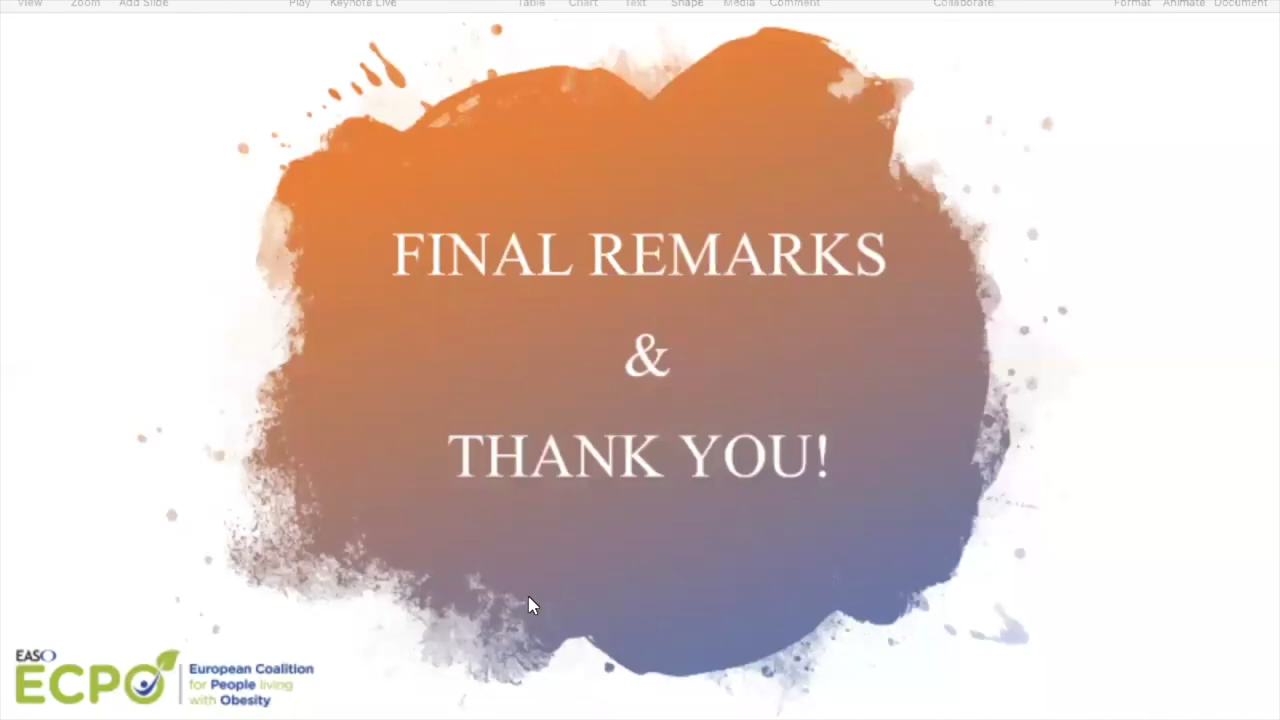 View Zoom Add Slide Play Keynote Live Table Chart Text Shape Media Comment Collaborate Format Animate Document
FINAL REMARKS
&
THANK YOU!
EASO
ECPO
European Coalition
for People living
with Obesity